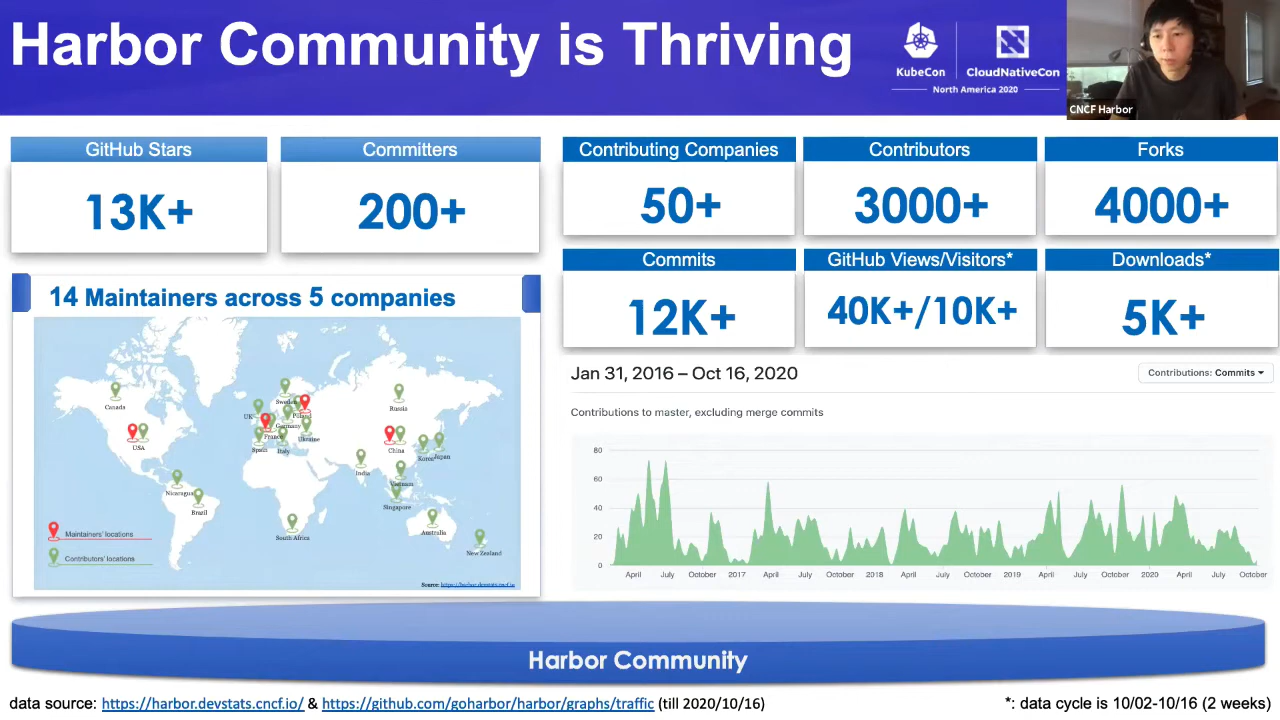 Harbor Community is Thriving
KubeCon
CloudNativeCon
North America 2020
CNCF Harbor
GitHub Stars
13K+
Committers
200+
Contributing Companies
50+
Contributors
3000+
Forks
4000+
Commits
12K+
GitHub Views/Visitors*
40K+/10K+
Downloads*
5K+
14 Maintainers across 5 companies
Canada
USA
Nicaragua
Brazil
UK
Sweden
Poland
Germany
France
Ukraine
Spain
Italy
Russia
China
Korea
Japan
India
Vietnam
Singapore
South Africa
Australia
New Zealand
Maintainers' locations
Contributors' locations
Source: https://harbor.devstats.cncf.io
Jan 31, 2016 – Oct 16, 2020
Contributions: Commits
Contributions to master, excluding merge commits
80
60
40
20
0
April July October 2017 April July October 2018 April July October 2019 April July October 2020 April July October
Harbor Community
data source: https://harbor.devstats.cncf.io/ & https://github.com/goharbor/harbor/graphs/traffic (till 2020/10/16)
*: data cycle is 10/02-10/16 (2 weeks)